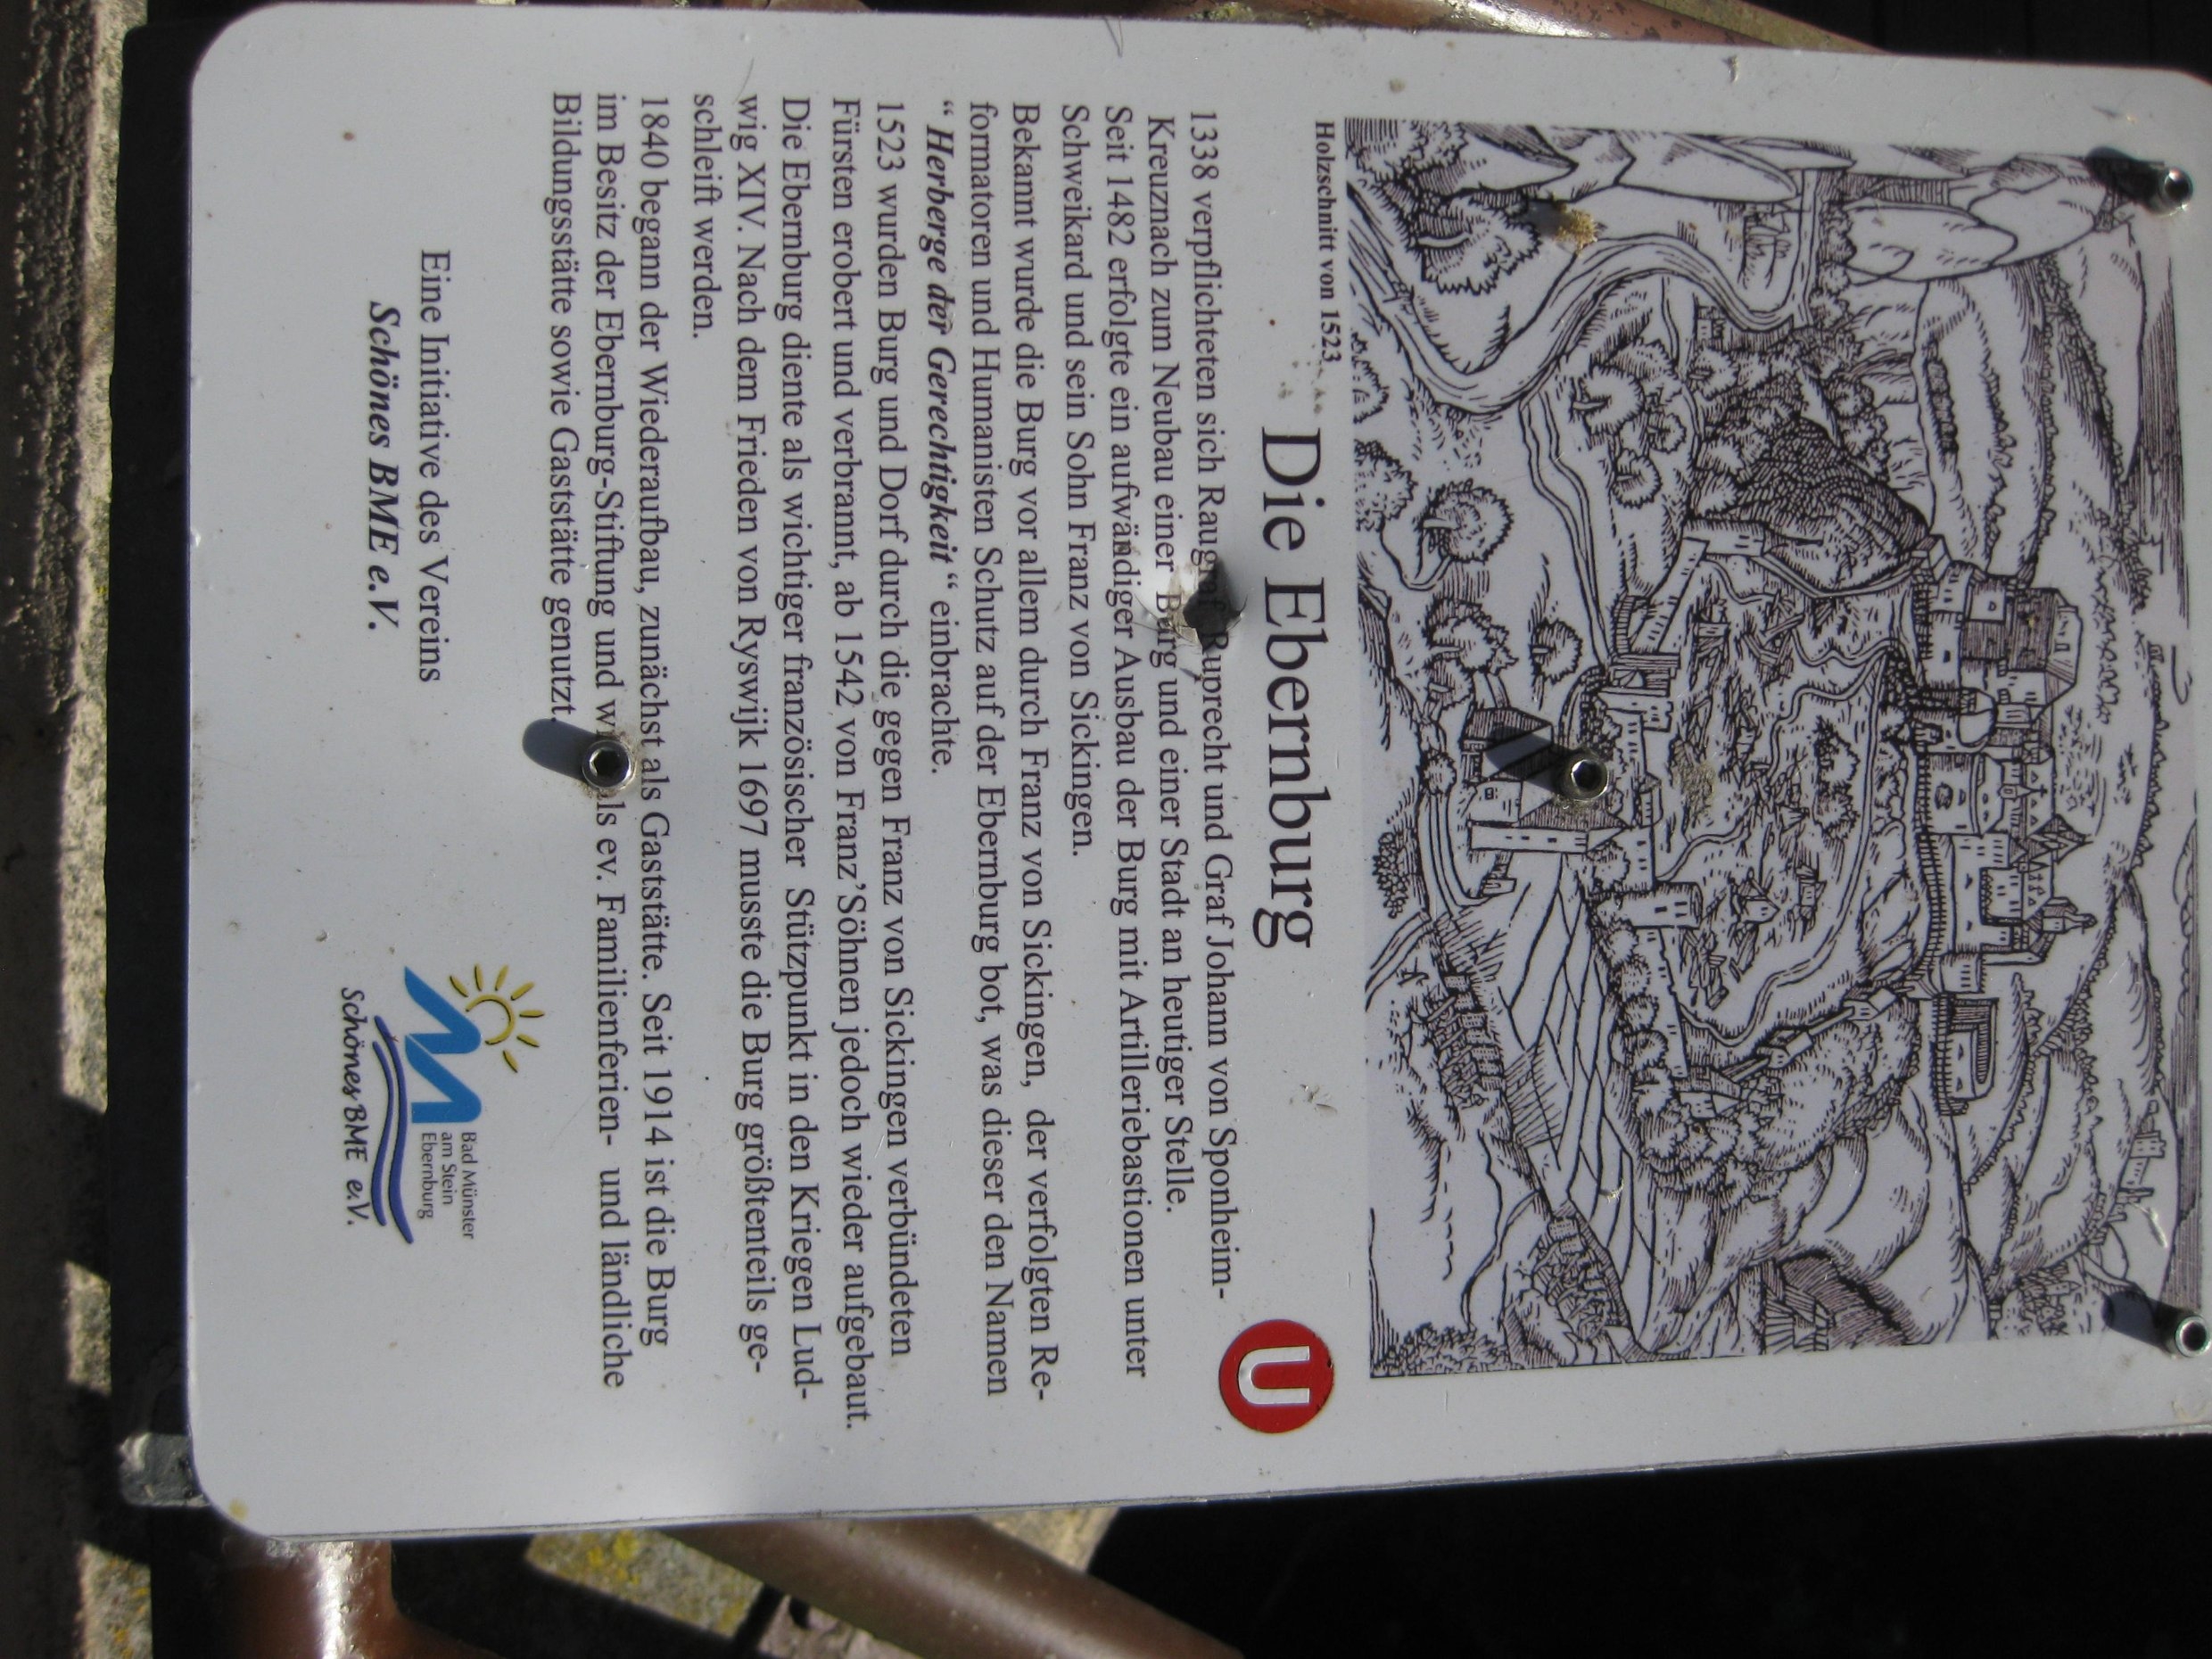 Holzschnitt von 1523
Die Ebernburg
U
1338 verpflichteten sich Raugraf Ruprecht und Graf Johann von Sponheim-
Kreuznach zum Neubau einer Burg und einer Stadt an heutiger Stelle.
Seit 1482 erfolgte ein aufwändiger Ausbau der Burg mit Artilleriebastionen unter
Schweikard und sein Sohn Franz von Sickingen.
Bekannt wurde die Burg vor allem durch Franz von Sickingen, der verfolgten Re-
formatoren und Humanisten Schutz auf der Ebernburg bot, was dieser den Namen
“ Herberge der Gerechtigkeit “ einbrachte.
1523 wurden Burg und Dorf durch die gegen Franz von Sickingen verbündeten
Fürsten erobert und verbrannt, ab 1542 von Franz’Söhnen jedoch wieder aufgebaut.
Die Ebernburg diente als wichtiger französischer Stützpunkt in den Kriegen Lud-
wig XIV. Nach dem Frieden von Ryswijk 1697 musste die Burg größtenteils ge-
schleift werden.
1840 begann der Wiederaufbau, zunächst als Gaststätte. Seit 1914 ist die Burg
im Besitz der Ebernburg-Stiftung und wird als ev. Familienferien- und ländliche
Bildungsstätte sowie Gaststätte genutzt.
Eine Initiative des Vereins
Schönes BME e.V.
Bad Münster
am Stein
Ebernburg
Schönes BME e.V.